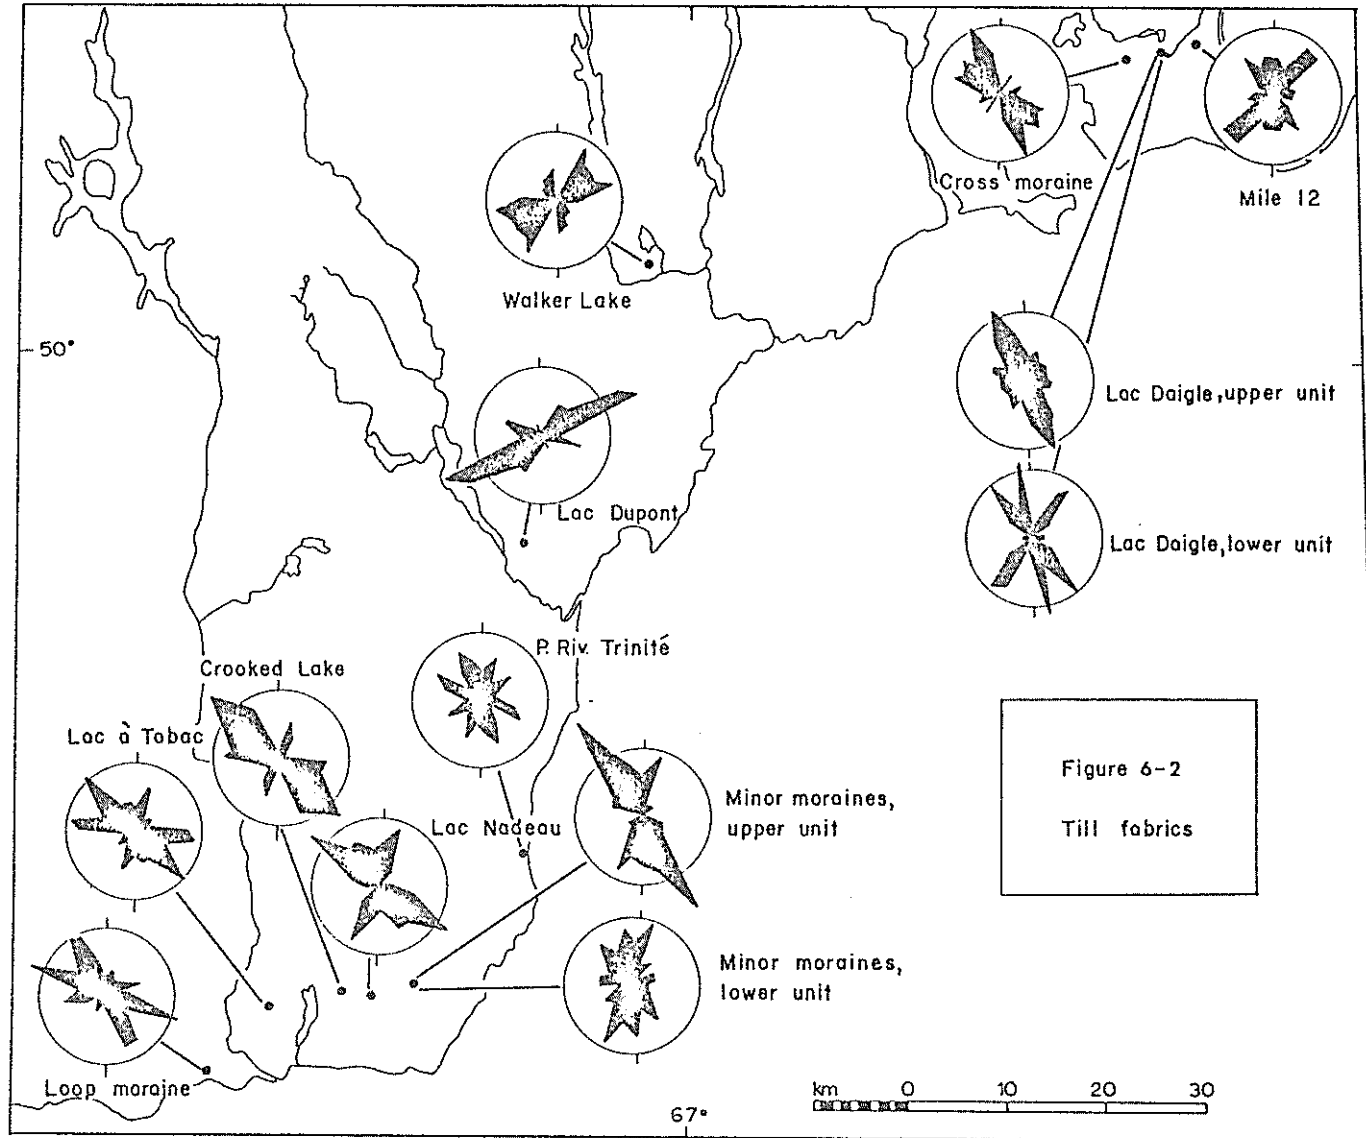 Cross moraine
Mile 12
Walker Lake
50°
Lac Daigle, upper unit
Lac Dupont
Lac Daigle, lower unit
P. Riv. Trinité
Crooked Lake
Lac à Tabac
Figure 6-2
Till fabrics
Minor moraines,
upper unit
Lac Nadeau
Minor moraines,
lower unit
Loop moraine
km 0 10 20 30
67°